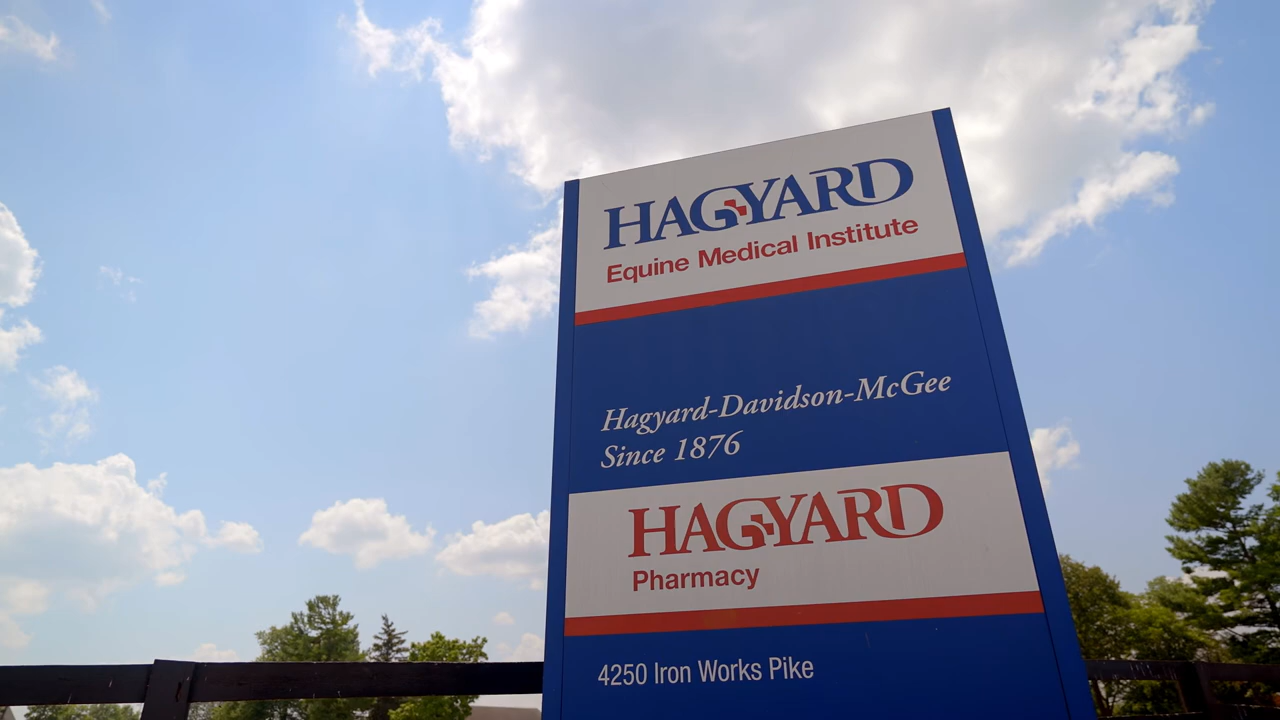 HAGYARD
Equine Medical Institute
Hagyard-Davidson-McGee
Since 1876
HAGYARD
Pharmacy
4250 Iron Works Pike